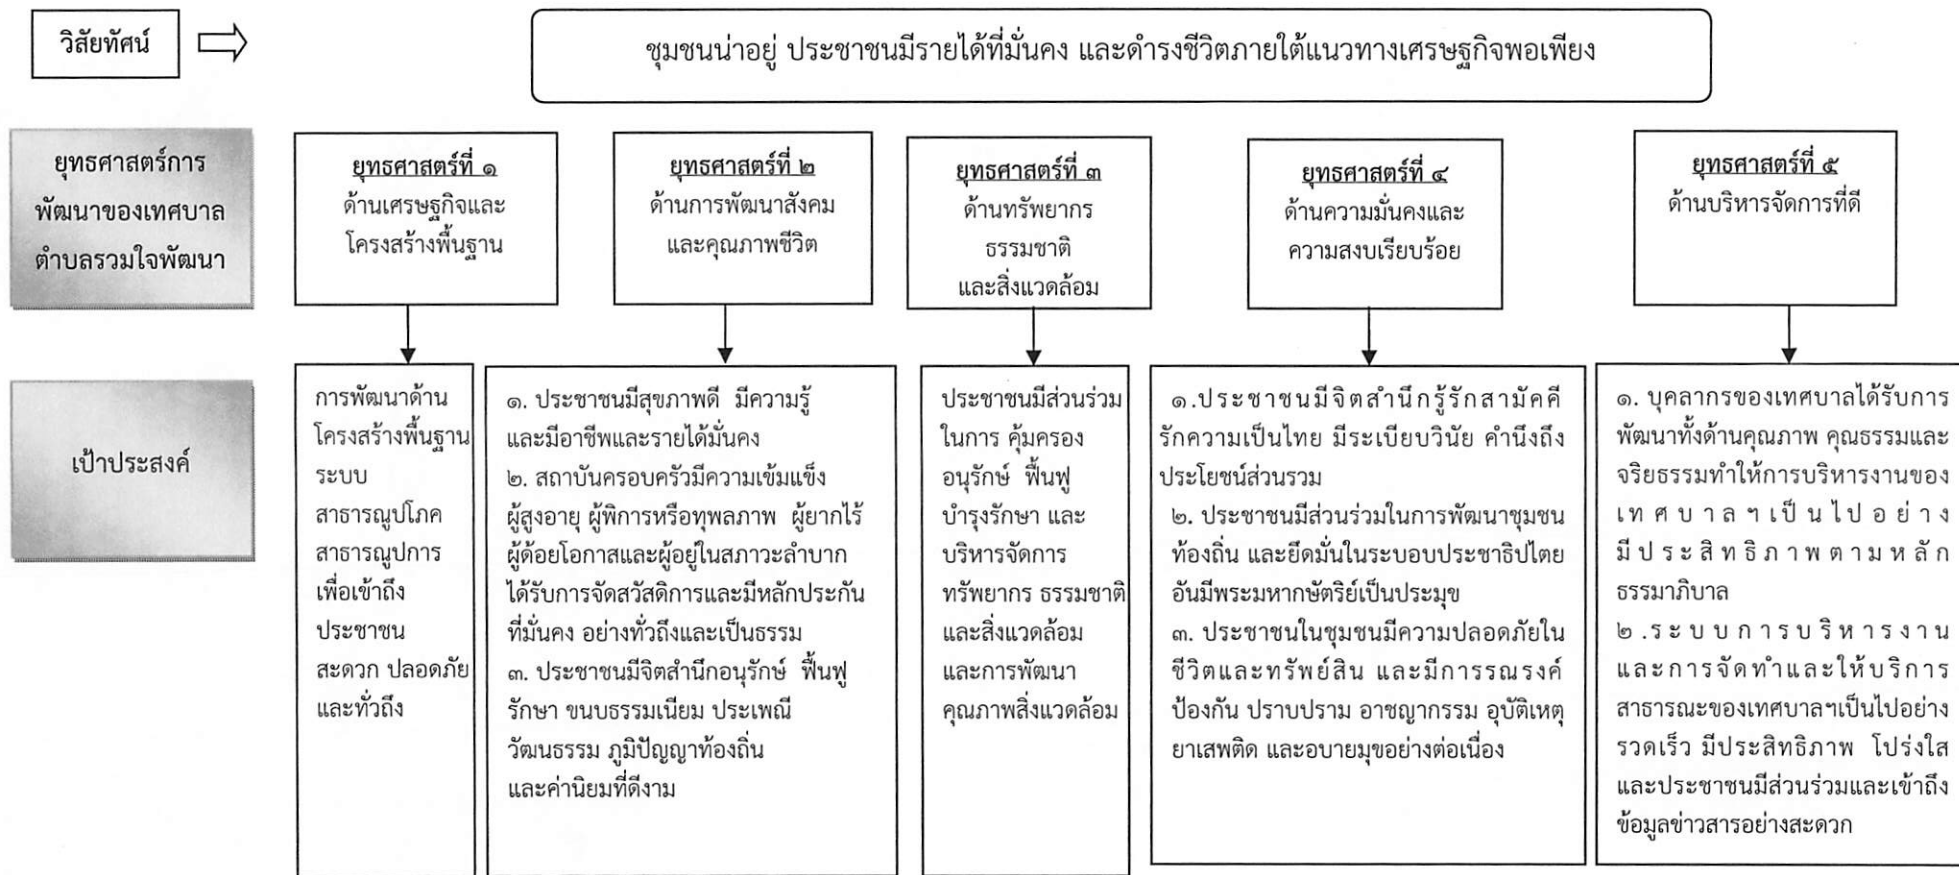 วิสัยทัศน์
ชุมชนน่าอยู่ ประชาชนมีรายได้ที่มั่นคง และดำรงชีวิตภายใต้แนวทางเศรษฐกิจพอเพียง
ยุทธศาสตร์การ
พัฒนาของเทศบาล
ตำบลรวมใจพัฒนา
ยุทธศาสตร์ที่ ๑
ด้านเศรษฐกิจและ
โครงสร้างพื้นฐาน
ยุทธศาสตร์ที่ ๒
ด้านการพัฒนาสังคม
และคุณภาพชีวิต
ยุทธศาสตร์ที่ ๓
ด้านทรัพยากร
ธรรมชาติ
และสิ่งแวดล้อม
ยุทธศาสตร์ที่ ๔
ด้านความมั่นคงและ
ความสงบเรียบร้อย
ยุทธศาสตร์ที่ ๕
ด้านบริหารจัดการที่ดี
เป้าประสงค์
การพัฒนาด้าน
โครงสร้างพื้นฐาน
ระบบ
สาธารณูปโภค
สาธารณูปการ
เพื่อเข้าถึง
ประชาชน
สะดวก ปลอดภัย
และทั่วถึง
๑. ประชาชนมีสุขภาพดี มีความรู้
และมีอาชีพและรายได้มั่นคง
๒. สถาบันครอบครัวมีความเข้มแข็ง
ผู้สูงอายุ ผู้พิการหรือทุพลภาพ ผู้ยากไร้
ผู้ด้อยโอกาสและผู้อยู่ในสภาวะลำบาก
ได้รับการจัดสวัสดิการและมีหลักประกัน
ที่มั่นคง อย่างทั่วถึงและเป็นธรรม
๓. ประชาชนมีจิตสำนึกอนุรักษ์ ฟื้นฟู
รักษา ขนบธรรมเนียม ประเพณี
วัฒนธรรม ภูมิปัญญาท้องถิ่น
และค่านิยมที่ดีงาม
ประชาชนมีส่วนร่วม
ในการ คุ้มครอง
อนุรักษ์ ฟื้นฟู
บำรุงรักษา และ
บริหารจัดการ
ทรัพยากร ธรรมชาติ
และสิ่งแวดล้อม
และการพัฒนา
คุณภาพสิ่งแวดล้อม
๑.ประชาชนมีจิตสำนึกรู้รักสามัคคี
รักความเป็นไทย มีระเบียบวินัย คำนึงถึง
ประโยชน์ส่วนรวม
๒. ประชาชนมีส่วนร่วมในการพัฒนาชุมชน
ท้องถิ่น และยึดมั่นในระบอบประชาธิปไตย
อันมีพระมหากษัตริย์เป็นประมุข
๓. ประชาชนในชุมชนมีความปลอดภัยใน
ชีวิตและทรัพย์สิน และมีการรณรงค์
ป้องกัน ปราบปราม อาชญากรรม อุบัติเหตุ
ยาเสพติด และอบายมุขอย่างต่อเนื่อง
๑. บุคลากรของเทศบาลได้รับการ
พัฒนาทั้งด้านคุณภาพ คุณธรรมและ
จริยธรรมทำให้การบริหารงานของ
เทศบาลฯเป็นไปอย่าง
มีประสิทธิภาพตามหลัก
ธรรมาภิบาล
๒.ระบบการบริหารงาน
และการจัดทำและให้บริการ
สาธารณะของเทศบาลฯเป็นไปอย่าง
รวดเร็ว มีประสิทธิภาพ โปร่งใส
และประชาชนมีส่วนร่วมและเข้าถึง
ข้อมูลข่าวสารอย่างสะดวก